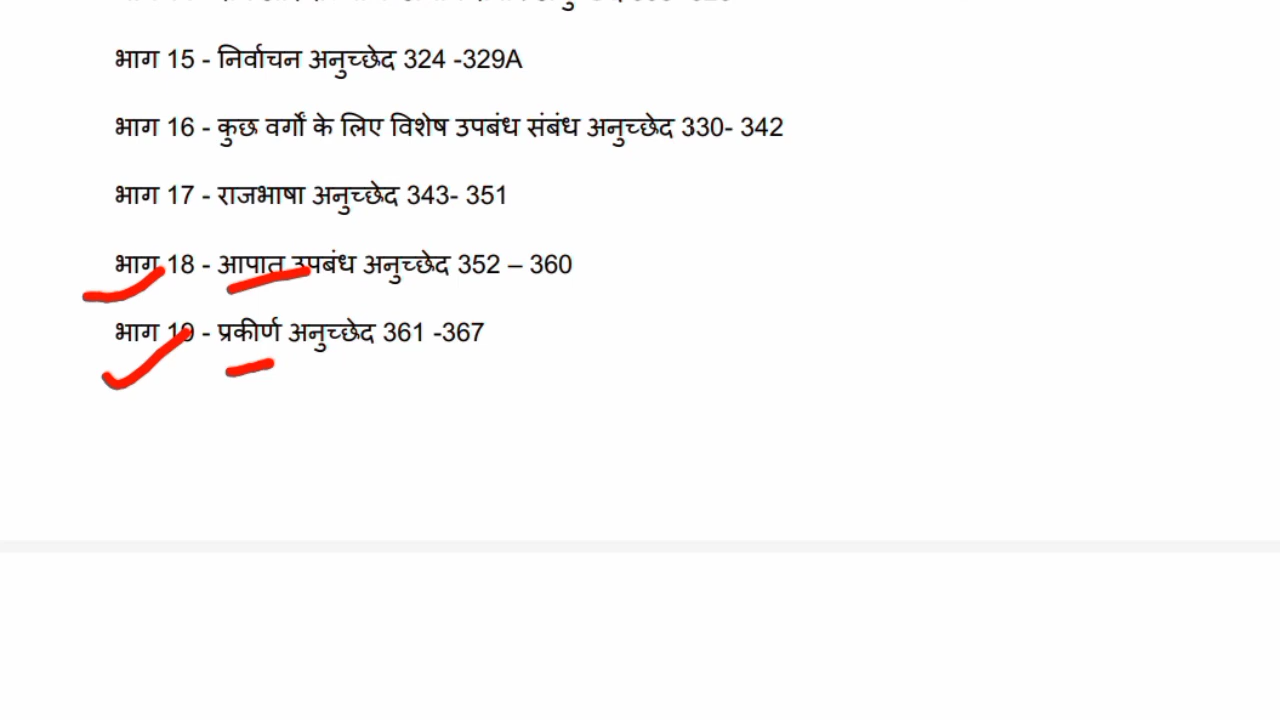 भाग 15 - निर्वाचन अनुच्छेद 324 -329A
भाग 16 - कुछ वर्गों के लिए विशेष उपबंध संबंध अनुच्छेद 330- 342
भाग 17 - राजभाषा अनुच्छेद 343- 351
भाग 18 - आपात उपबंध अनुच्छेद 352 – 360
भाग 19 - प्रकीर्ण अनुच्छेद 361 -367